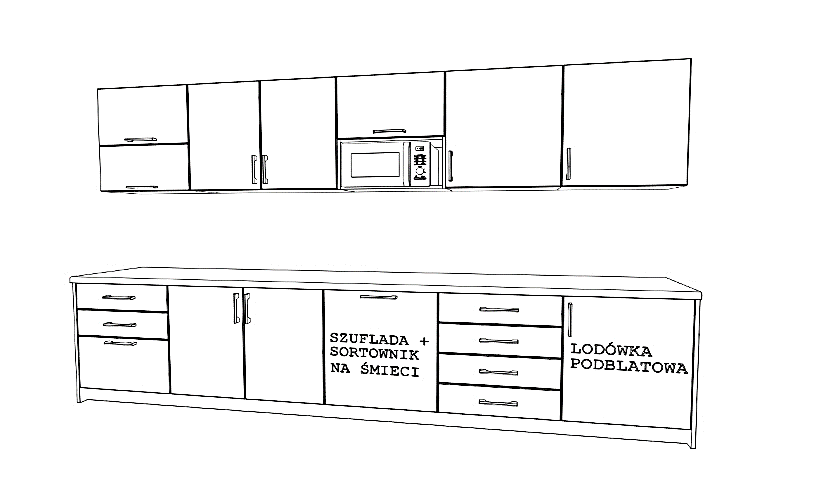 SZUFLADA +
SORTOWNIK
NA ŚMIECI
LODÓWKA
PODBLATOWA